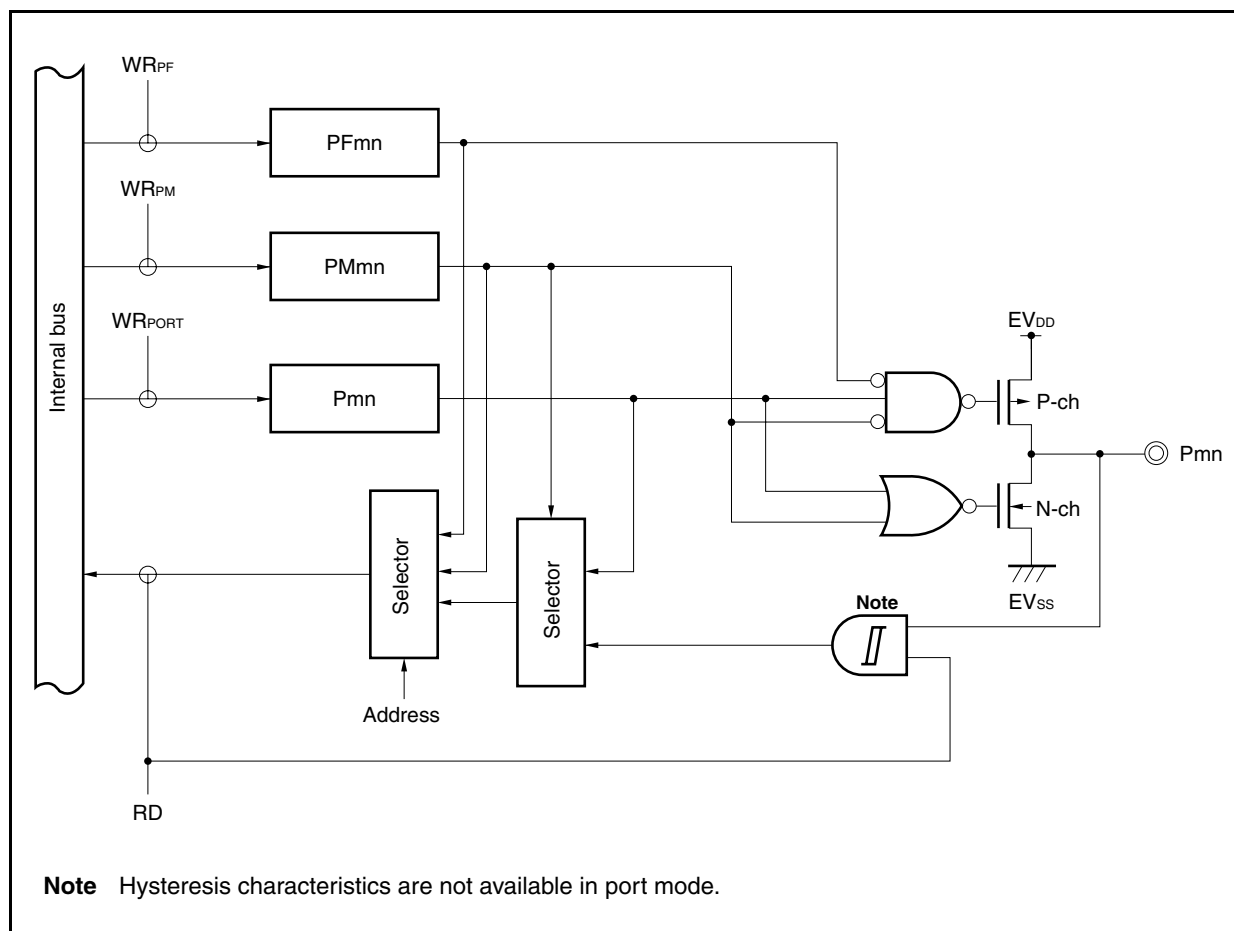 WRPF
PFmn
WRPM
PMmn
WRPORT
Internal bus
Pmn
EVDD
P-ch
Pmn
N-ch
EVSS
Selector
Selector
Note
Address
RD
Note Hysteresis characteristics are not available in port mode.